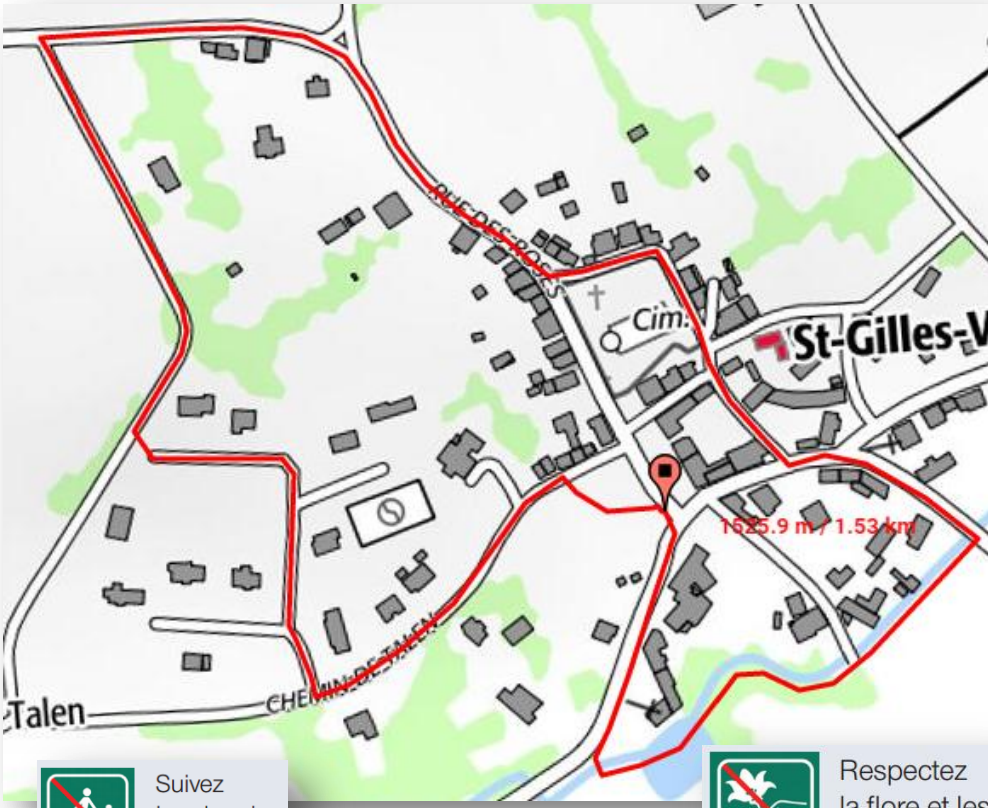 RUE DES ROSES
Cim.
St-Gilles-V
1525.9 m / 1.53 km
CHEMIN DE TALEN
Talen
Suivez
Respectez
la flore et les